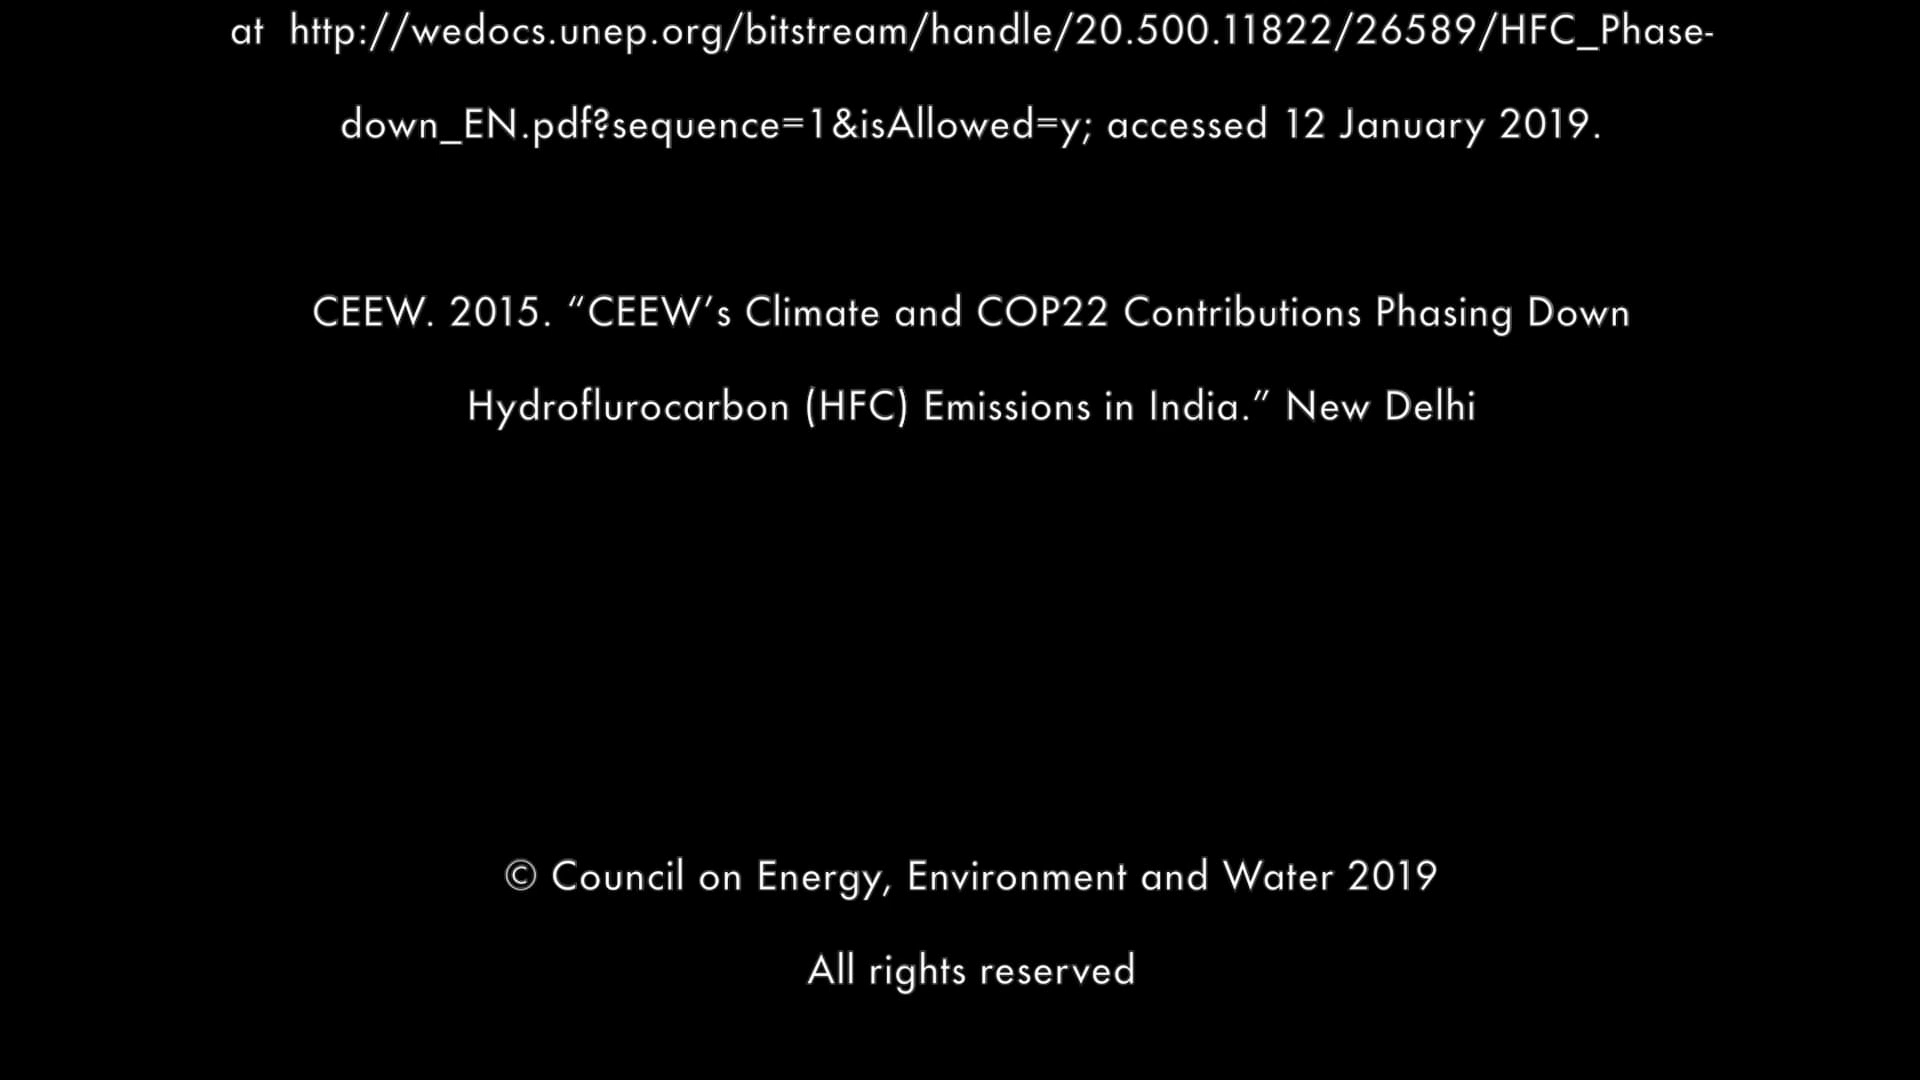 at  http://wedocs.unep.org/bitstream/handle/20.500.11822/26589/HFC_Phase-
down_EN.pdf?sequence=1&isAllowed=y; accessed 12 January 2019.
CEEW. 2015. “CEEW’s Climate and COP22 Contributions Phasing Down
Hydroflurocarbon (HFC) Emissions in India.” New Delhi
© Council on Energy, Environment and Water 2019
All rights reserved